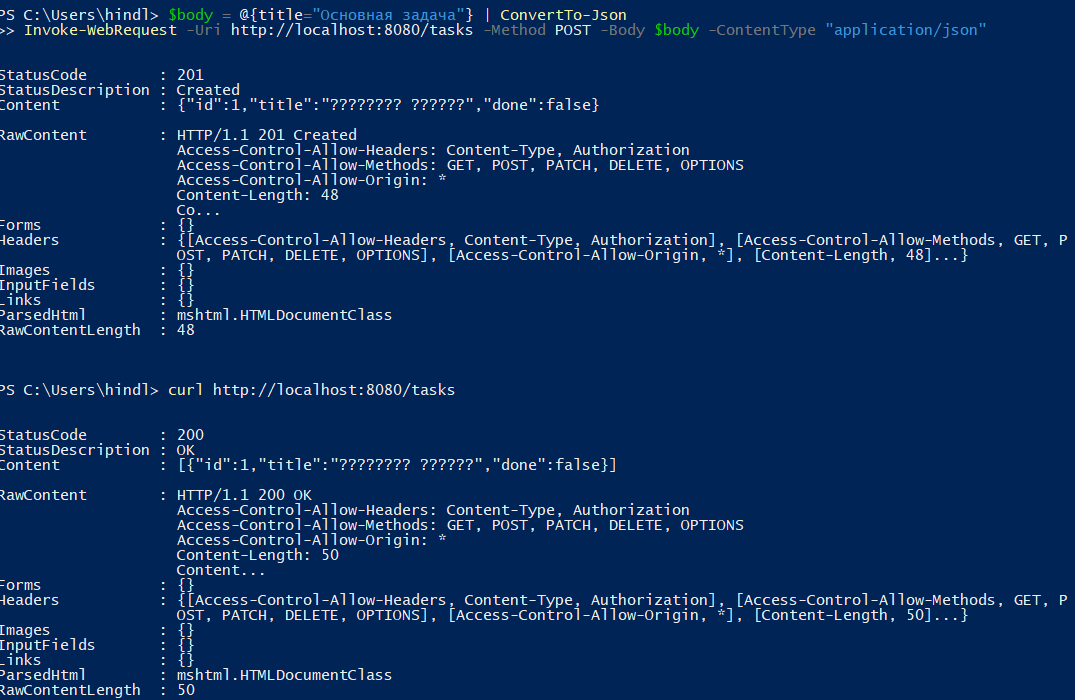 PS C:\Users\hindl> $body = @{title="Основная задача"} | ConvertTo-Json
>> Invoke-WebRequest -Uri http://localhost:8080/tasks -Method POST -Body $body -ContentType "application/json"
StatusCode : 201
StatusDescription : Created
Content : {"id":1,"title":"???????? ??????","done":false}
RawContent : HTTP/1.1 201 Created
Access-Control-Allow-Headers: Content-Type, Authorization
Access-Control-Allow-Methods: GET, POST, PATCH, DELETE, OPTIONS
Access-Control-Allow-Origin: *
Content-Length: 48
Co...
Forms : {}
Headers : {[Access-Control-Allow-Headers, Content-Type, Authorization], [Access-Control-Allow-Methods, GET, P
OST, PATCH, DELETE, OPTIONS], [Access-Control-Allow-Origin, *], [Content-Length, 48]...}
Images : {}
InputFields : {}
Links : {}
ParsedHtml : mshtml.HTMLDocumentClass
RawContentLength : 48
PS C:\Users\hindl> curl http://localhost:8080/tasks
StatusCode : 200
StatusDescription : OK
Content : [{"id":1,"title":"???????? ??????","done":false}]
RawContent : HTTP/1.1 200 OK
Access-Control-Allow-Headers: Content-Type, Authorization
Access-Control-Allow-Methods: GET, POST, PATCH, DELETE, OPTIONS
Access-Control-Allow-Origin: *
Content-Length: 50
Content...
Forms : {}
Headers : {[Access-Control-Allow-Headers, Content-Type, Authorization], [Access-Control-Allow-Methods, GET, P
OST, PATCH, DELETE, OPTIONS], [Access-Control-Allow-Origin, *], [Content-Length, 50]...}
Images : {}
InputFields : {}
Links : {}
ParsedHtml : mshtml.HTMLDocumentClass
RawContentLength : 50